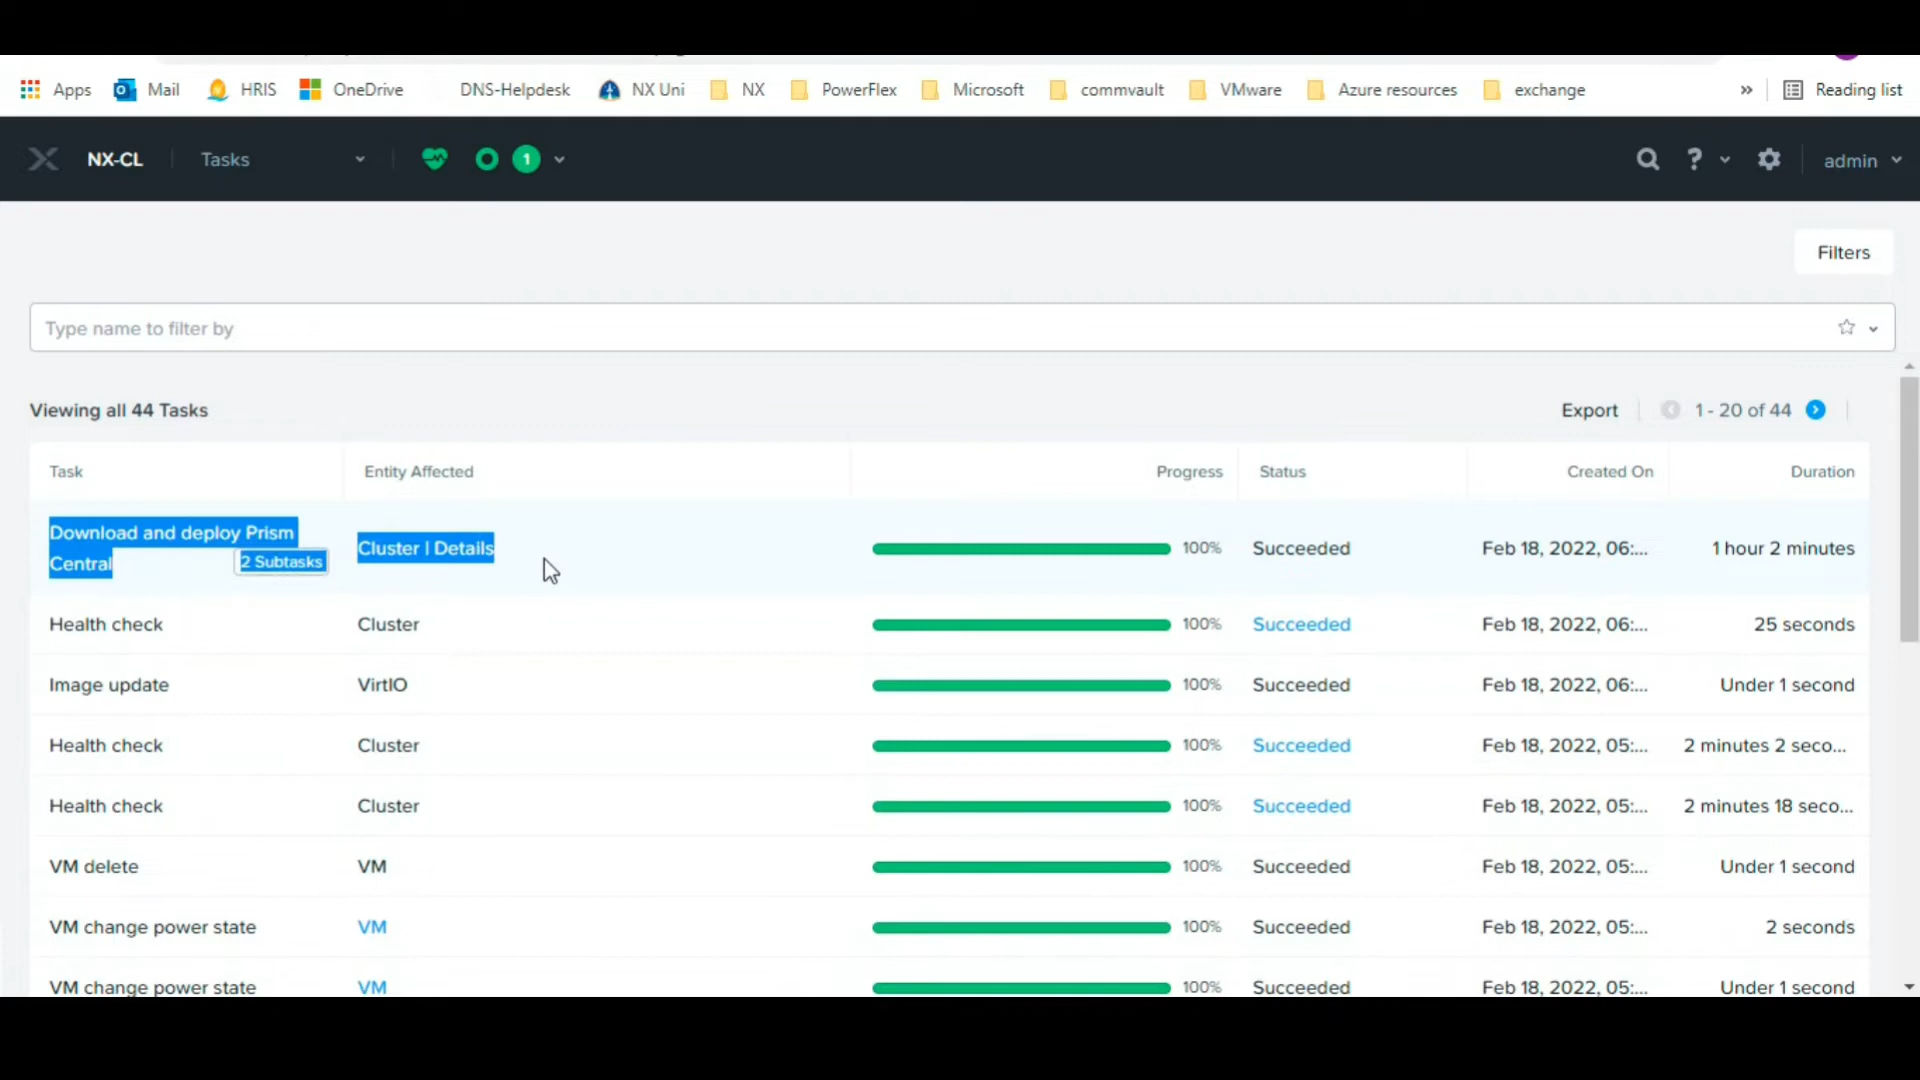 Apps Mail HRIS OneDrive DNS-Helpdesk NX Uni NX PowerFlex Microsoft commvault VMware Azure resources exchange » Reading list
NX-CL Tasks 1 ? admin
Filters
Type name to filter by
Viewing all 44 Tasks Export 1 - 20 of 44
Task Entity Affected Progress Status Created On Duration
Download and deploy Prism
Central 2 Subtasks Cluster | Details 100% Succeeded Feb 18, 2022, 06:... 1 hour 2 minutes
Health check Cluster 100% Succeeded Feb 18, 2022, 06:... 25 seconds
Image update VirtIO 100% Succeeded Feb 18, 2022, 06:... Under 1 second
Health check Cluster 100% Succeeded Feb 18, 2022, 05:... 2 minutes 2 seco...
Health check Cluster 100% Succeeded Feb 18, 2022, 05:... 2 minutes 18 seco...
VM delete VM 100% Succeeded Feb 18, 2022, 05:... Under 1 second
VM change power state VM 100% Succeeded Feb 18, 2022, 05:... 2 seconds
VM change power state VM 100% Succeeded Feb 18, 2022, 05:... Under 1 second